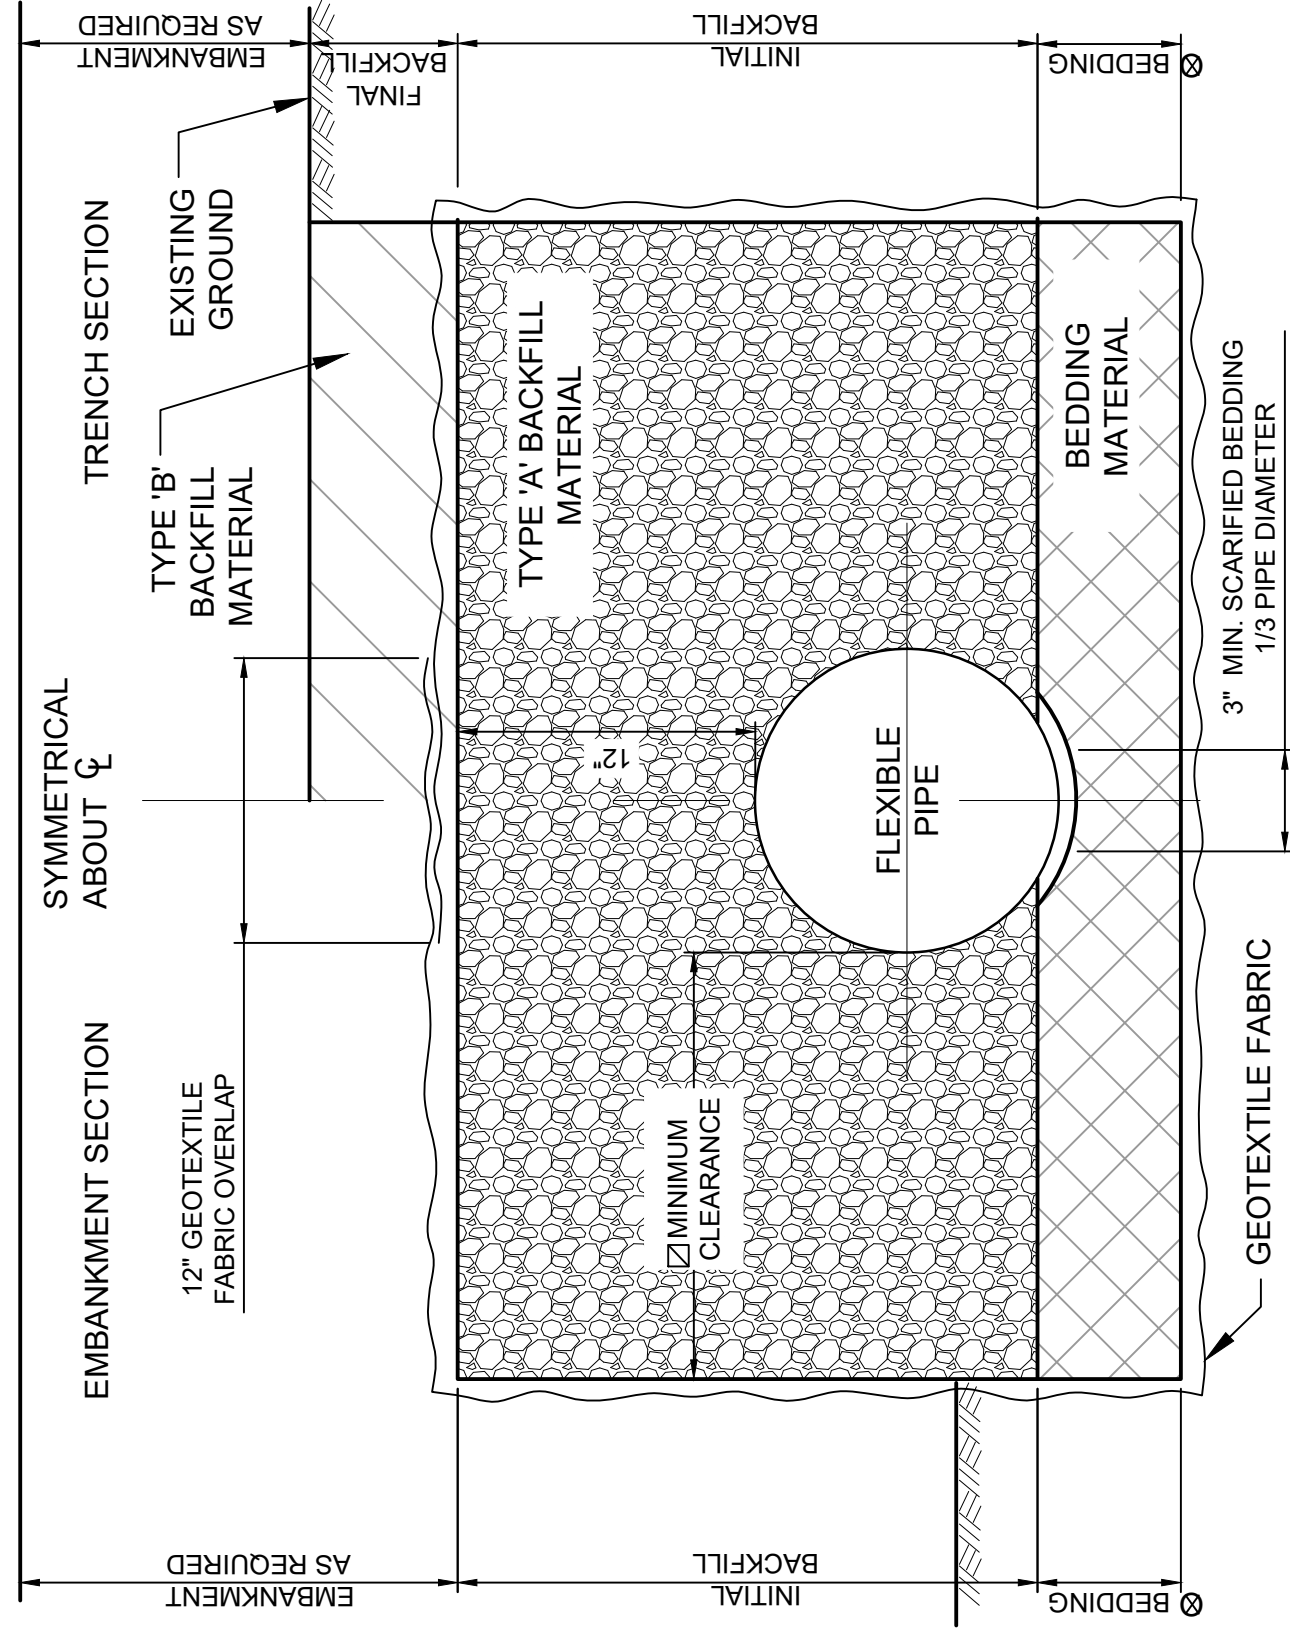 EMBANKMENT
AS REQUIRED
FINAL
BACKFILL
INITIAL
BACKFILL
⊗ BEDDING
TRENCH SECTION
EXISTING
GROUND
TYPE 'B'
BACKFILL
MATERIAL
SYMMETRICAL
ABOUT ℄
EMBANKMENT SECTION
12" GEOTEXTILE
FABRIC OVERLAP
TYPE 'A' BACKFILL
MATERIAL
12"
FLEXIBLE
PIPE
⍁ MINIMUM
CLEARANCE
BEDDING
MATERIAL
3" MIN. SCARIFIED BEDDING
1/3 PIPE DIAMETER
GEOTEXTILE FABRIC
EMBANKMENT
AS REQUIRED
INITIAL
BACKFILL
⊗ BEDDING